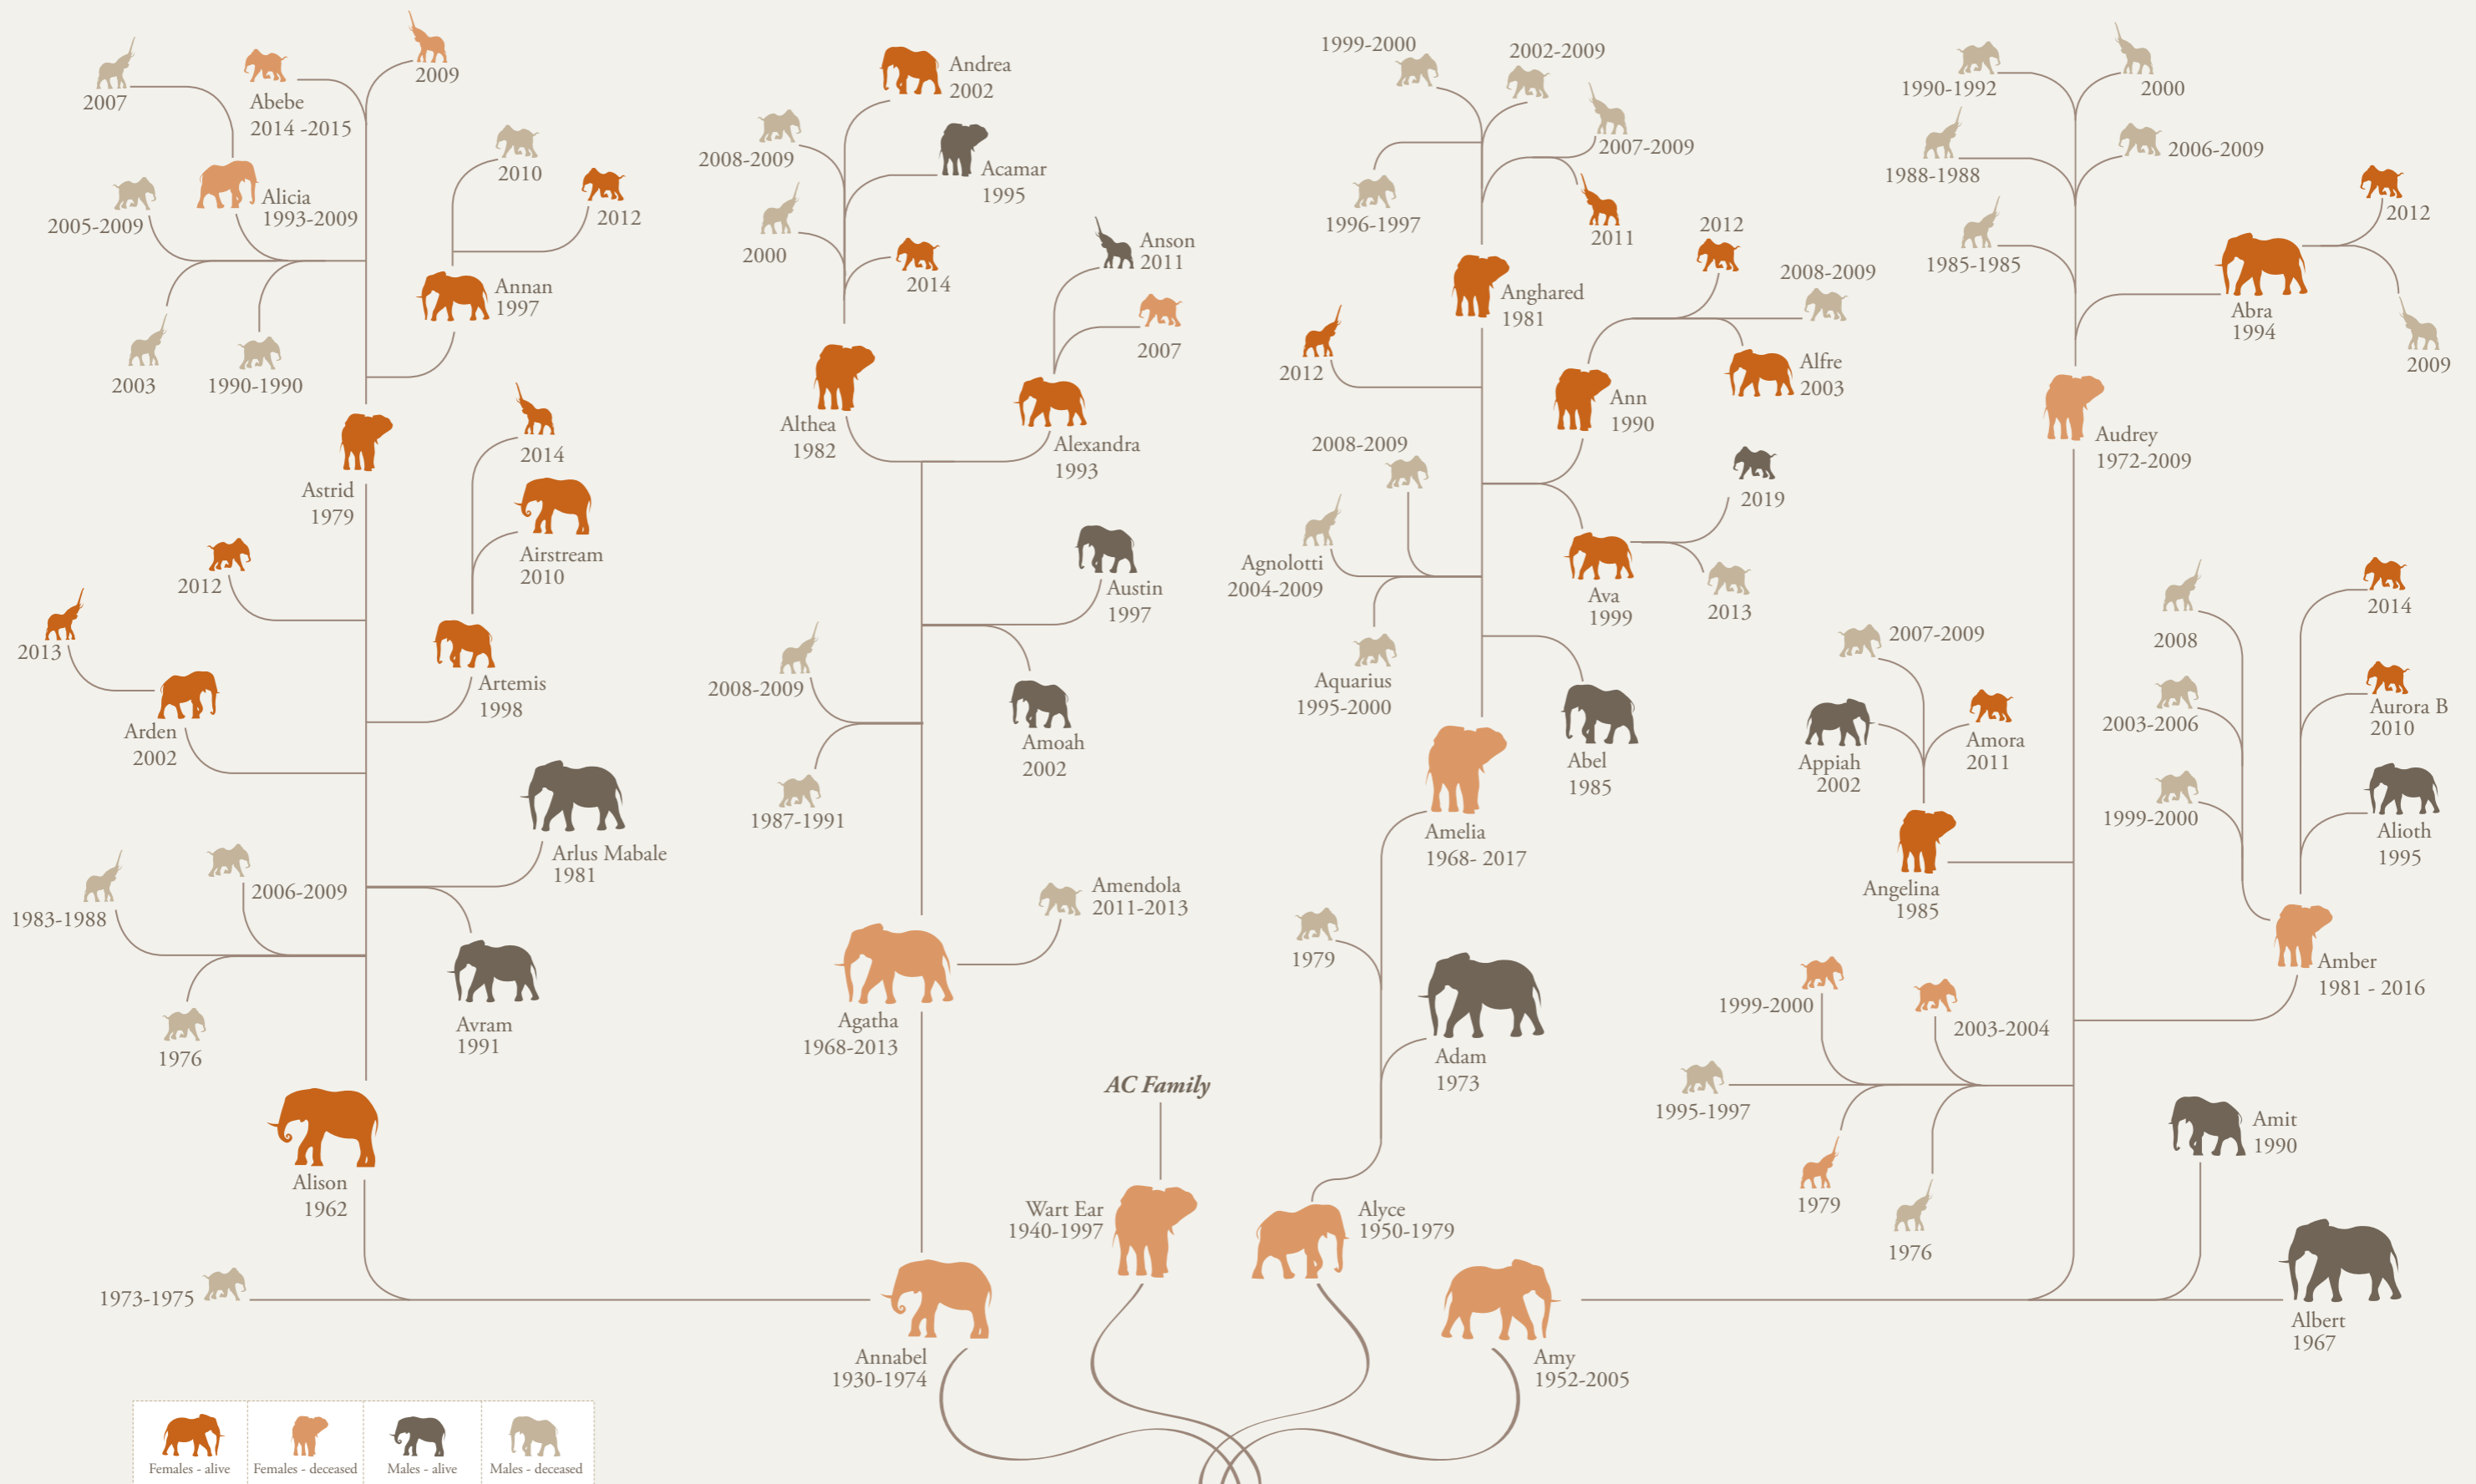 2007
Abebe
2014 -2015
2009
2010
2012
Alicia
1993-2009
2005-2009
2003
1990-1990
Annan
1997
Astrid
1979
2014
Airstream
2010
2012
2013
Arden
2002
Artemis
1998
Arlus Mabale
1981
1983-1988
2006-2009
1976
Avram
1991
Alison
1962
1973-1975
Andrea
2002
2008-2009
Acamar
1995
2000
2014
Anson
2011
2007
Althea
1982
Alexandra
1993
Austin
1997
2008-2009
Amoah
2002
1987-1991
Amendola
2011-2013
Agatha
1968-2013
AC Family
Wart Ear
1940-1997
Annabel
1930-1974
1999-2000
2002-2009
2007-2009
1996-1997
2011
2012
Anghared
1981
2008-2009
2012
Alfre
2003
Ann
1990
2008-2009
2019
Agnolotti
2004-2009
Ava
1999
2013
Aquarius
1995-2000
Abel
1985
Amelia
1968- 2017
1979
Adam
1973
Alyce
1950-1979
Amy
1952-2005
1990-1992
2000
1988-1988
2006-2009
1985-1985
2012
Abra
1994
2009
Audrey
1972-2009
2007-2009
Appiah
2002
Amora
2011
Angelina
1985
2008
2014
2003-2006
Aurora B
2010
1999-2000
Alioth
1995
Amber
1981 - 2016
1999-2000
2003-2004
1995-1997
1979
1976
Amit
1990
Albert
1967
Females - alive
Females - deceased
Males - alive
Males - deceased